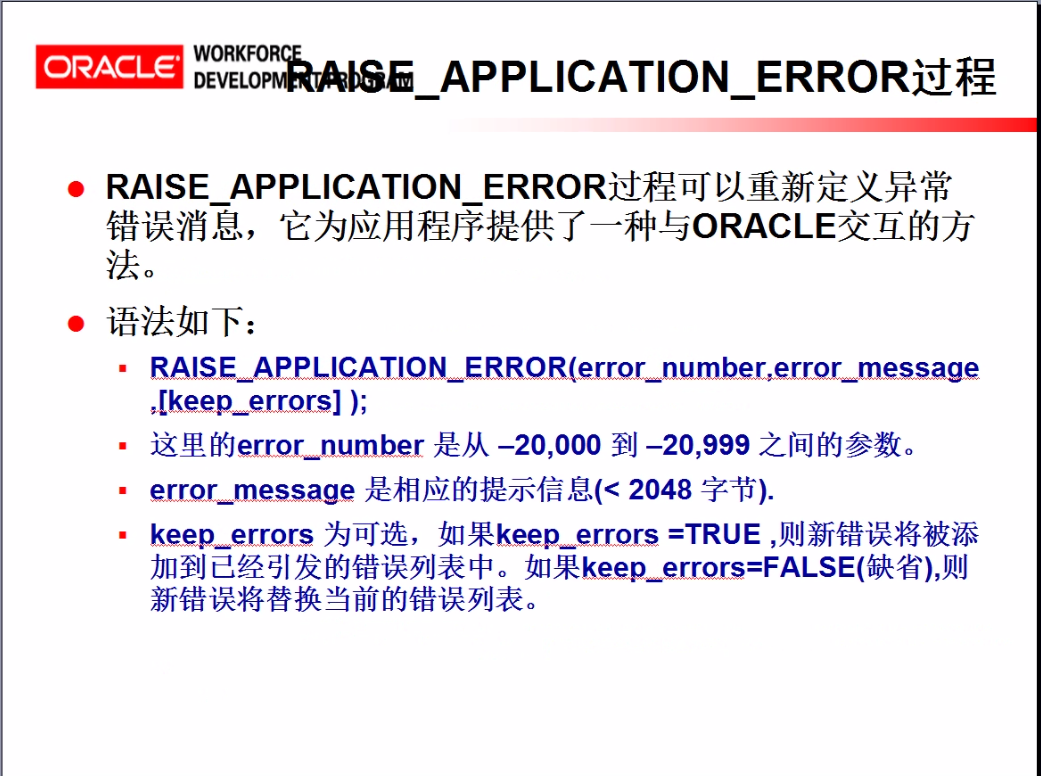 ORACLE
WORKFORCE
DEVELOPMENT PROGRAM
RAISE_APPLICATION_ERROR过程
RAISE_APPLICATION_ERROR过程可以重新定义异常
错误消息，它为应用程序提供了一种与ORACLE交互的方
法。
语法如下：
RAISE_APPLICATION_ERROR(error_number,error_message
,[keep_errors] );
这里的error_number 是从 –20,000 到 –20,999 之间的参数。
error_message 是相应的提示信息(< 2048 字节).
keep_errors 为可选，如果keep_errors =TRUE ,则新错误将被添
加到已经引发的错误列表中。如果keep_errors=FALSE(缺省),则
新错误将替换当前的错误列表。